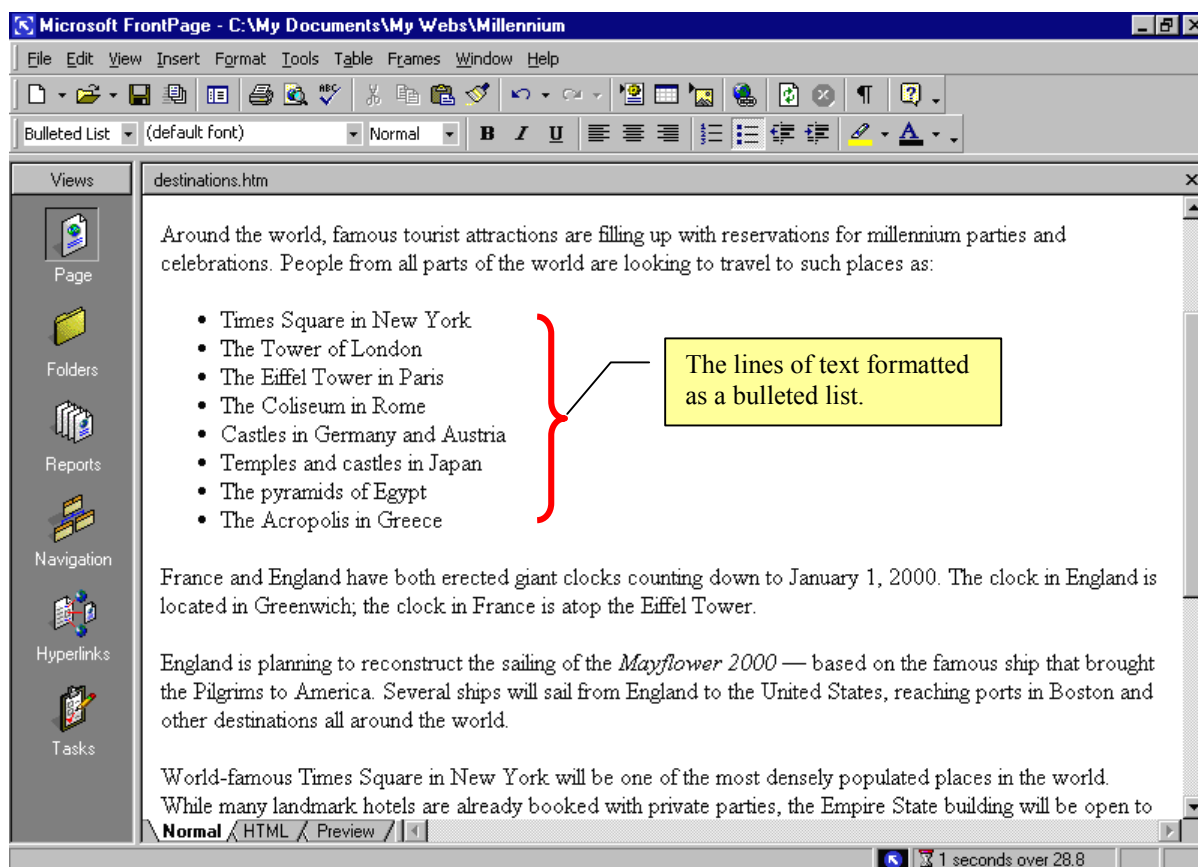 Microsoft FrontPage - C:\My Documents\My Webs\Millennium
File Edit View Insert Format Tools Table Frames Window Help
ABC
Bulleted List (default font) Normal B I U A
Views
destinations.htm
Page
Folders
Reports
Navigation
Hyperlinks
Tasks
Around the world, famous tourist attractions are filling up with reservations for millennium parties and
celebrations. People from all parts of the world are looking to travel to such places as:
• Times Square in New York
• The Tower of London
• The Eiffel Tower in Paris
• The Coliseum in Rome
• Castles in Germany and Austria
• Temples and castles in Japan
• The pyramids of Egypt
• The Acropolis in Greece
The lines of text formatted
as a bulleted list.
France and England have both erected giant clocks counting down to January 1, 2000. The clock in England is
located in Greenwich; the clock in France is atop the Eiffel Tower.
England is planning to reconstruct the sailing of the Mayflower 2000 — based on the famous ship that brought
the Pilgrims to America. Several ships will sail from England to the United States, reaching ports in Boston and
other destinations all around the world.
World-famous Times Square in New York will be one of the most densely populated places in the world.
While many landmark hotels are already booked with private parties, the Empire State building will be open to
Normal HTML Preview
1 seconds over 28.8